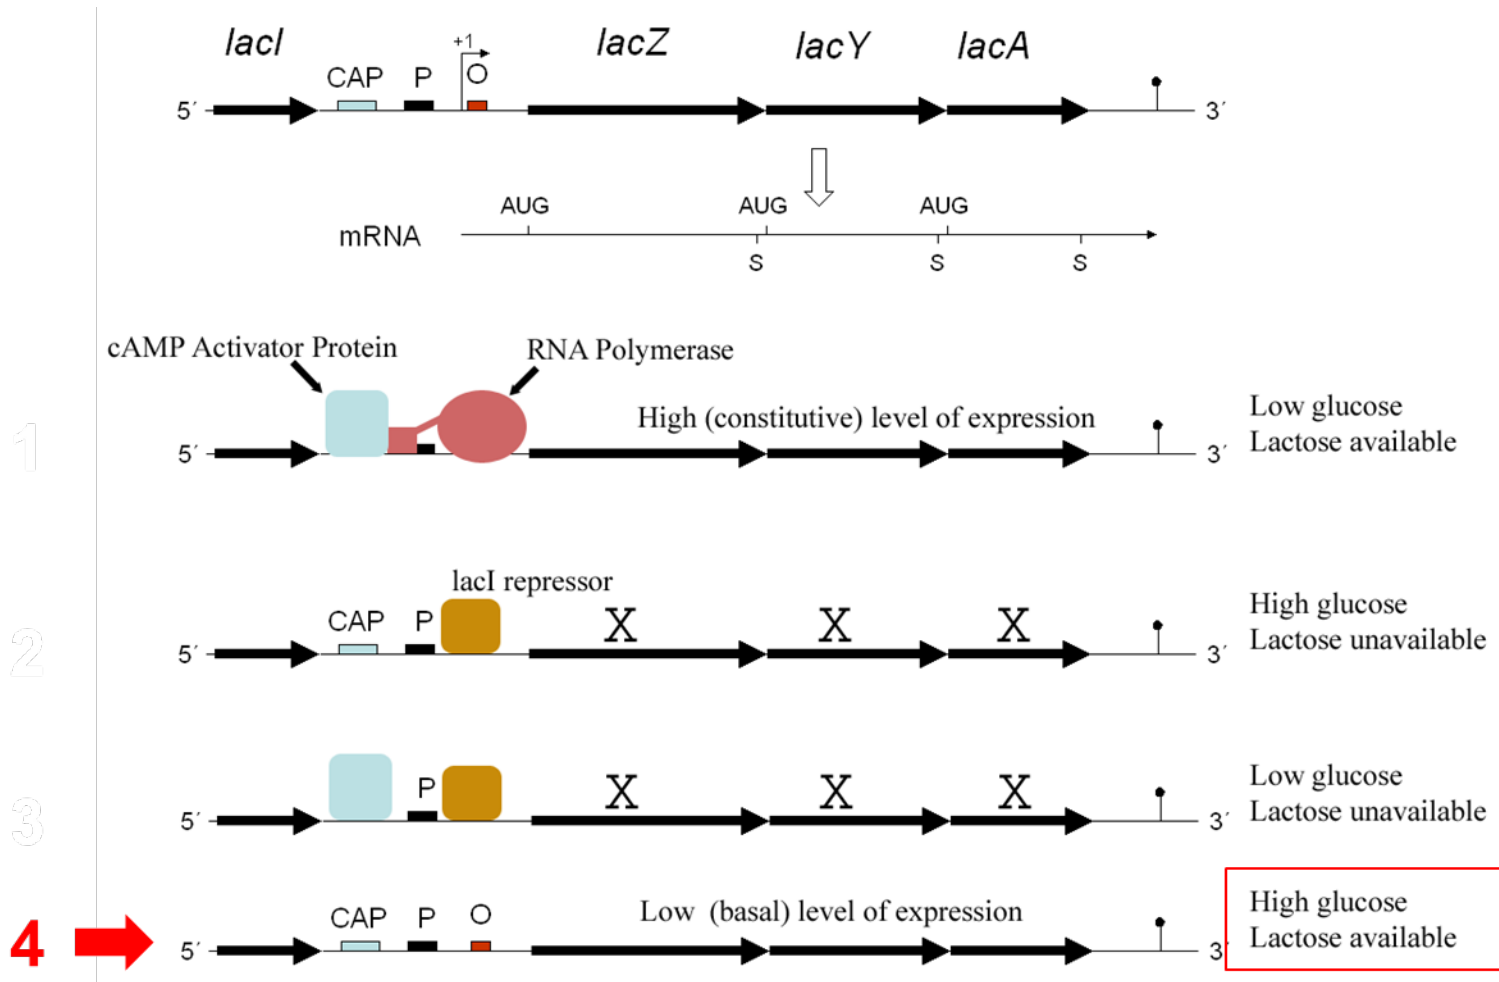 lacI lacZ lacY lacA
+1
CAP P O
5´ 3´
AUG AUG AUG
mRNA
S S S
cAMP Activator Protein RNA Polymerase
1 5´ High (constitutive) level of expression 3´
Low glucose
Lactose available
lacI repressor
CAP P X X X
2 5´ 3´
High glucose
Lactose unavailable
P X X X
3 5´ 3´
Low glucose
Lactose unavailable
CAP P O Low (basal) level of expression
4 5´ 3´
High glucose
Lactose available